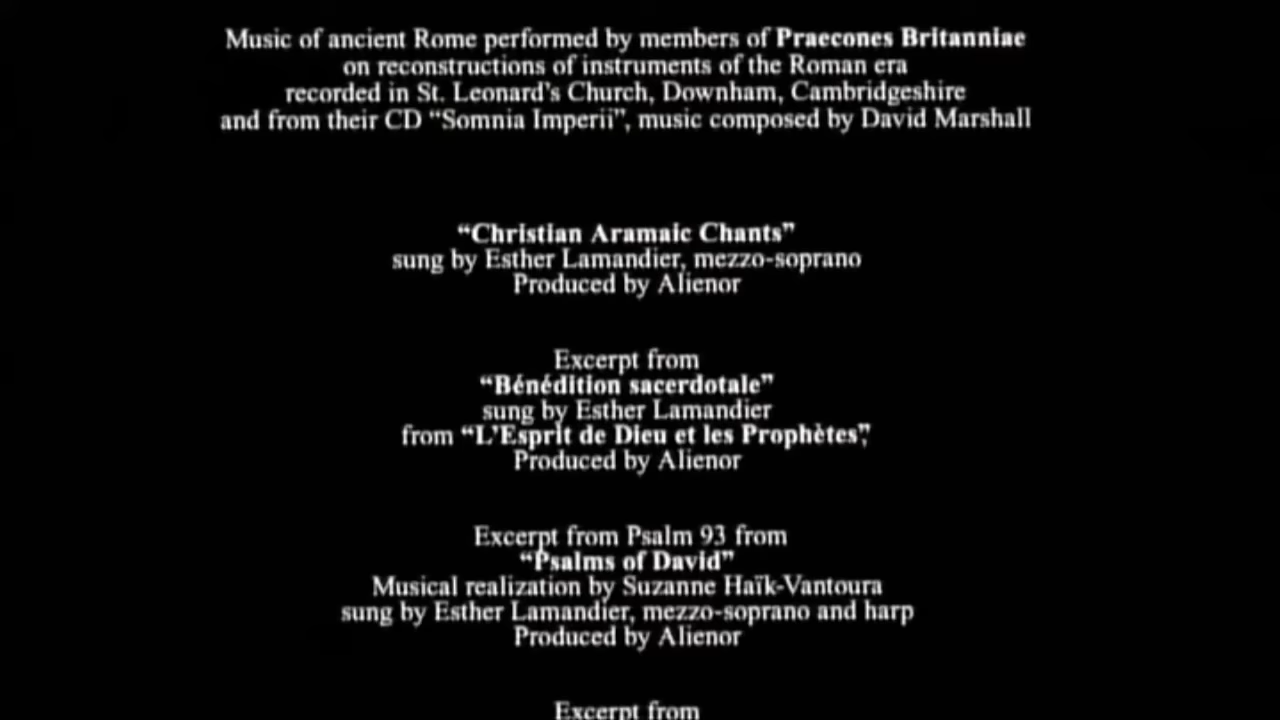 Music of ancient Rome performed by members of Praecones Britanniae
on reconstructions of instruments of the Roman era
recorded in St. Leonard's Church, Downham, Cambridgeshire
and from their CD “Somnia Imperii”, music composed by David Marshall
“Christian Aramaic Chants”
sung by Esther Lamandier, mezzo-soprano
Produced by Alienor
Excerpt from
“Bénédition sacerdotale”
sung by Esther Lamandier
from “L'Esprit de Dieu et les Prophètes”,
Produced by Alienor
Excerpt from Psalm 93 from
“Psalms of David”
Musical realization by Suzanne Haïk-Vantoura
sung by Esther Lamandier, mezzo-soprano and harp
Produced by Alienor
Excerpt from